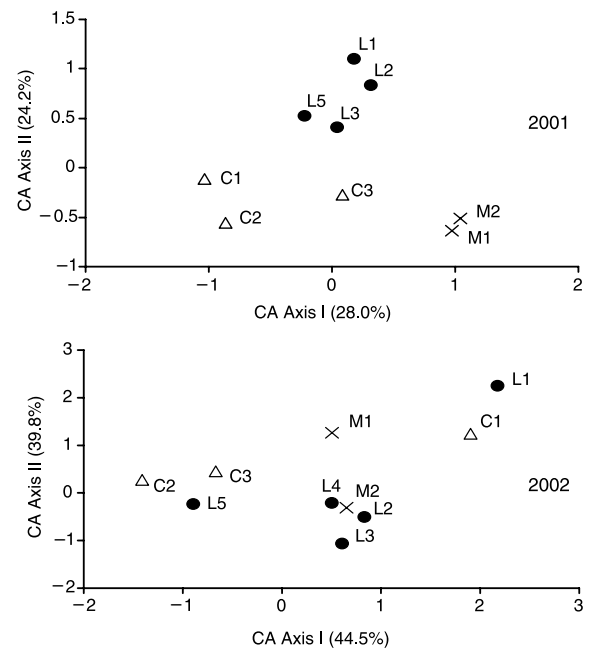 1.5
L1
1
L2
CA Axis II (24.2%)
L5
L3
0.5
2001
0
C1
C3
C2
M2
−0.5
M1
−1
−2 −1 0 1 2
CA Axis I (28.0%)
3
L1
2
M1
C1
CA Axis II (39.8%)
1
C2
C3
L4
M2
2002
0
L5
L2
L3
−1
−2
−2 −1 0 1 2 3
CA Axis I (44.5%)